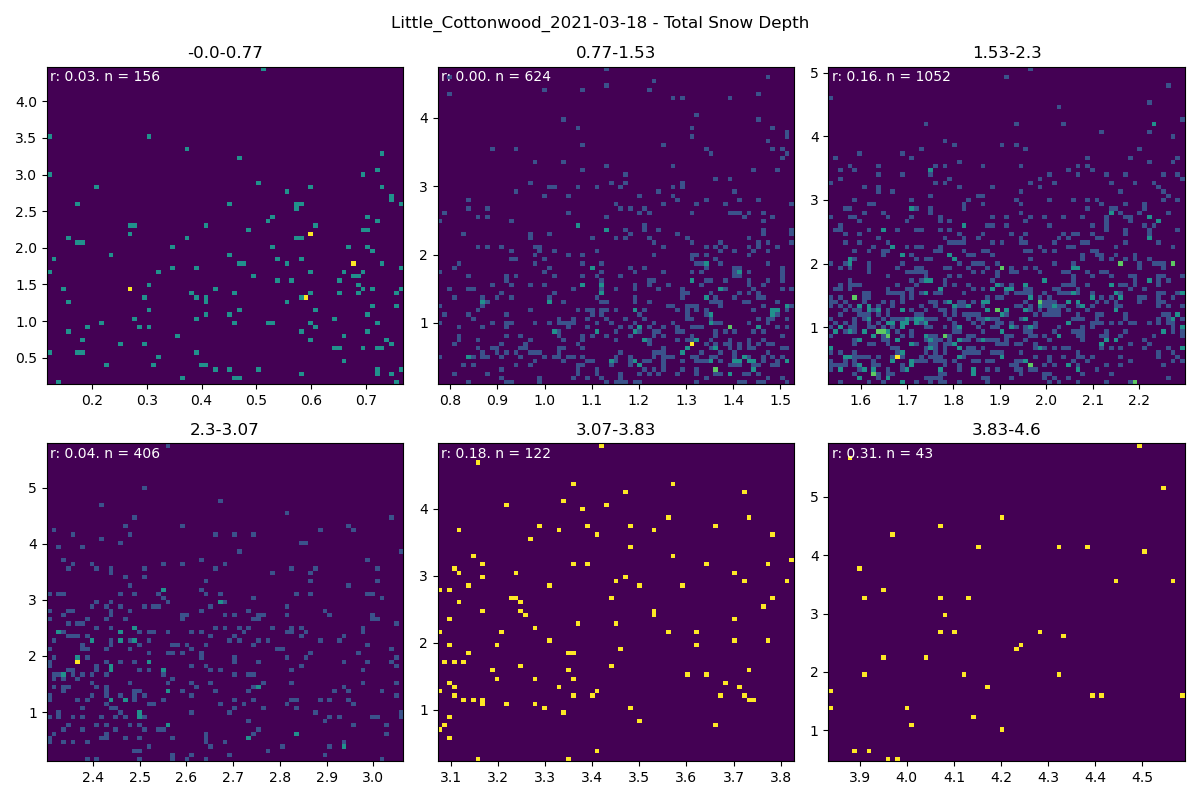 Little_Cottonwood_2021-03-18 - Total Snow Depth
-0.0-0.77
0.77-1.53
1.53-2.3
r: 0.03. n = 156
r: 0.00. n = 624
r: 0.16. n = 1052
4.0
3.5
3.0
2.5
2.0
1.5
1.0
0.5
4
3
2
1
5
4
3
2
1
0.2 0.3 0.4 0.5 0.6 0.7
0.8 0.9 1.0 1.1 1.2 1.3 1.4 1.5
1.6 1.7 1.8 1.9 2.0 2.1 2.2
2.3-3.07
3.07-3.83
3.83-4.6
r: 0.04. n = 406
r: 0.18. n = 122
r: 0.31. n = 43
5
4
3
2
1
4
3
2
1
5
4
3
2
1
2.4 2.5 2.6 2.7 2.8 2.9 3.0
3.1 3.2 3.3 3.4 3.5 3.6 3.7 3.8
3.9 4.0 4.1 4.2 4.3 4.4 4.5